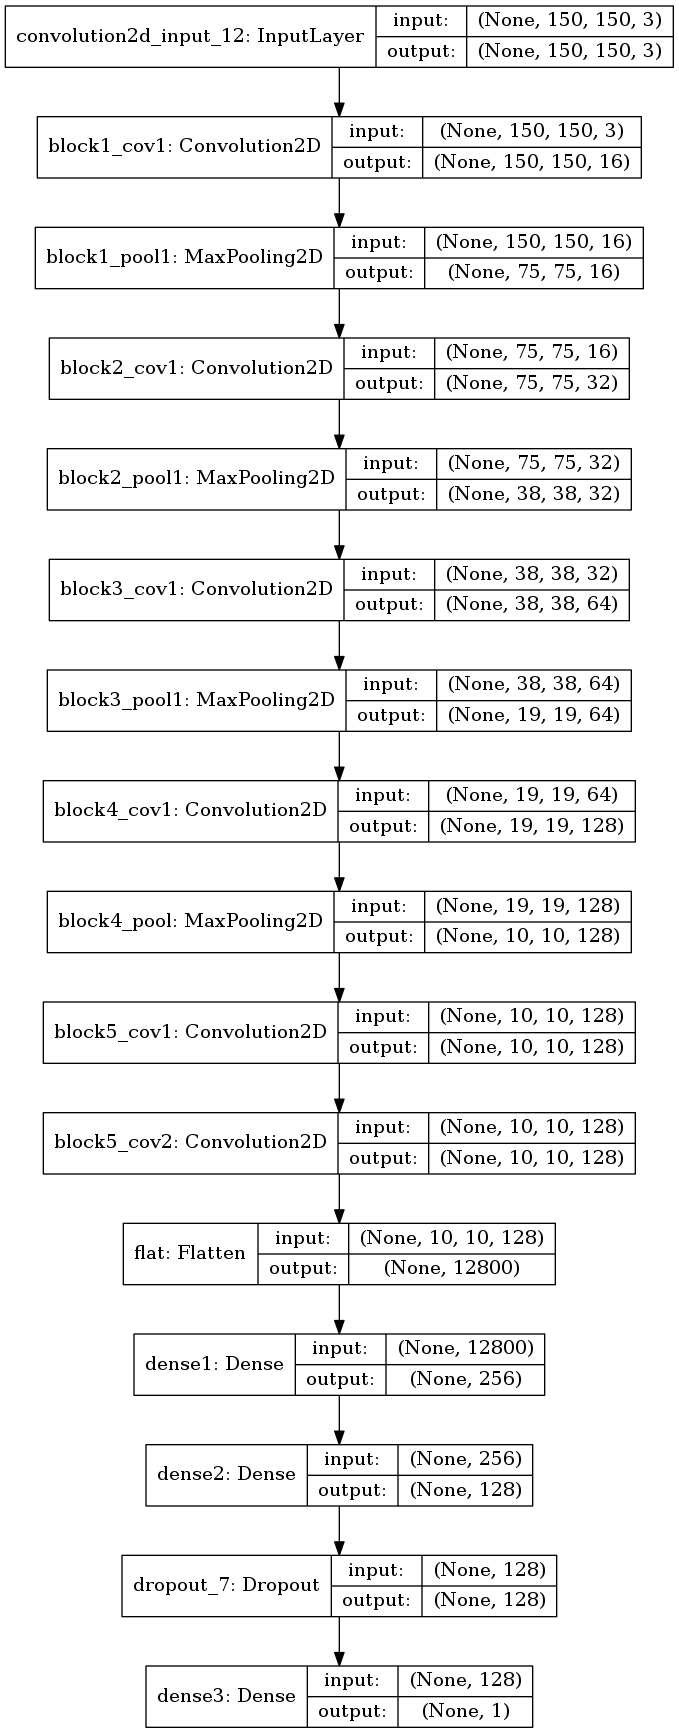 convolution2d_input_12: InputLayer
input: (None, 150, 150, 3)
output: (None, 150, 150, 3)
block1_cov1: Convolution2D
input: (None, 150, 150, 3)
output: (None, 150, 150, 16)
block1_pool1: MaxPooling2D
input: (None, 150, 150, 16)
output: (None, 75, 75, 16)
block2_cov1: Convolution2D
input: (None, 75, 75, 16)
output: (None, 75, 75, 32)
block2_pool1: MaxPooling2D
input: (None, 75, 75, 32)
output: (None, 38, 38, 32)
block3_cov1: Convolution2D
input: (None, 38, 38, 32)
output: (None, 38, 38, 64)
block3_pool1: MaxPooling2D
input: (None, 38, 38, 64)
output: (None, 19, 19, 64)
block4_cov1: Convolution2D
input: (None, 19, 19, 64)
output: (None, 19, 19, 128)
block4_pool: MaxPooling2D
input: (None, 19, 19, 128)
output: (None, 10, 10, 128)
block5_cov1: Convolution2D
input: (None, 10, 10, 128)
output: (None, 10, 10, 128)
block5_cov2: Convolution2D
input: (None, 10, 10, 128)
output: (None, 10, 10, 128)
flat: Flatten
input: (None, 10, 10, 128)
output: (None, 12800)
dense1: Dense
input: (None, 12800)
output: (None, 256)
dense2: Dense
input: (None, 256)
output: (None, 128)
dropout_7: Dropout
input: (None, 128)
output: (None, 128)
dense3: Dense
input: (None, 128)
output: (None, 1)